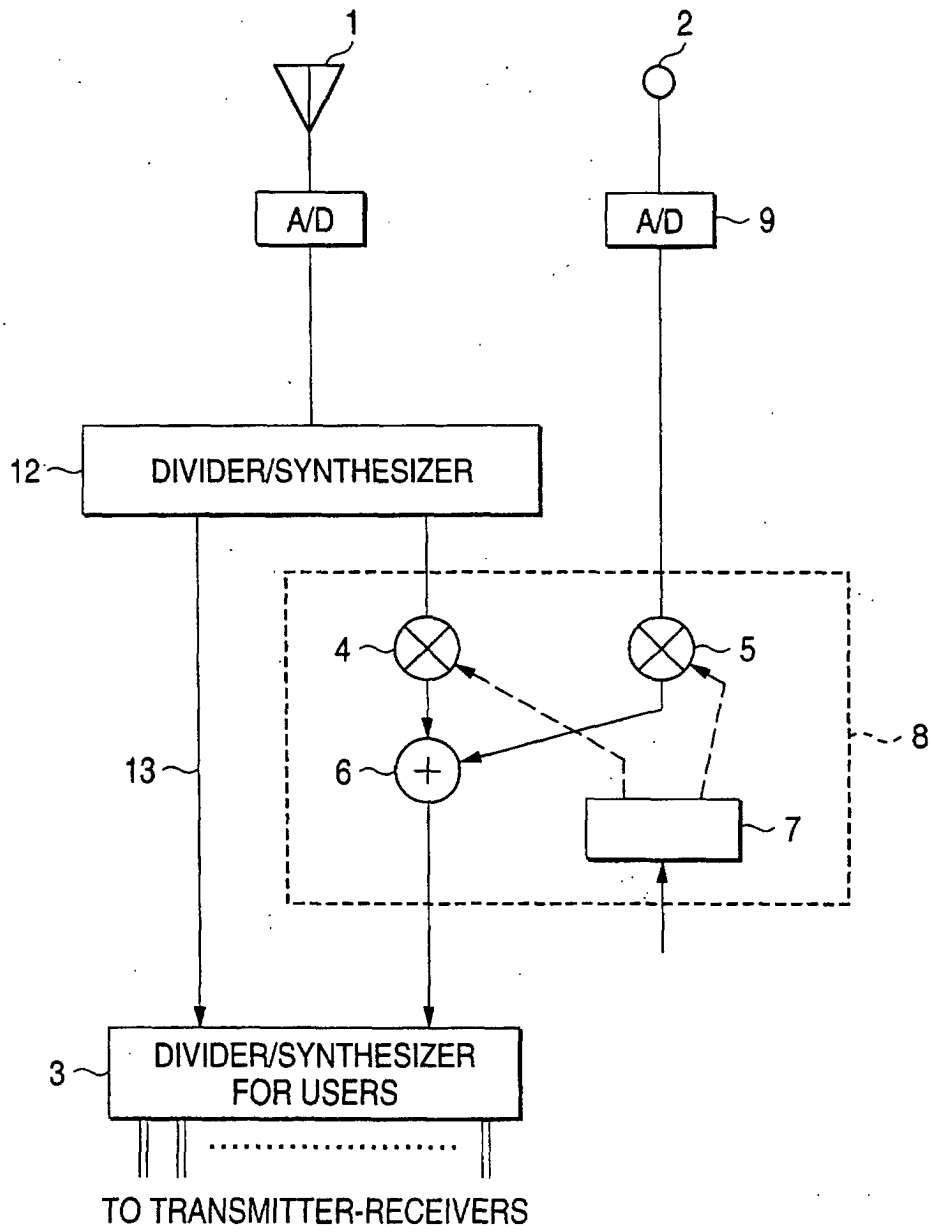 1
2
A/D
A/D
9
12
DIVIDER/SYNTHESIZER
4
5
13
6
+
8
7
3
DIVIDER/SYNTHESIZER
FOR USERS
TO TRANSMITTER-RECEIVERS